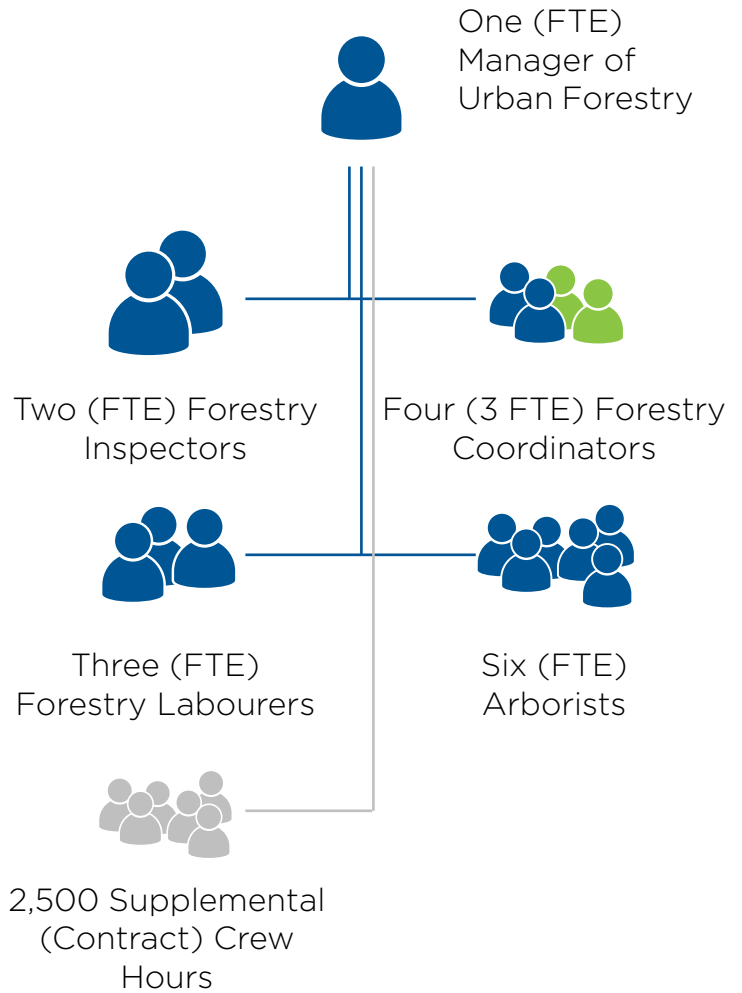 One (FTE)
Manager of
Urban Forestry
Two (FTE) Forestry
Inspectors
Four (3 FTE) Forestry
Coordinators
Three (FTE)
Forestry Labourers
Six (FTE)
Arborists
2,500 Supplemental
(Contract) Crew
Hours